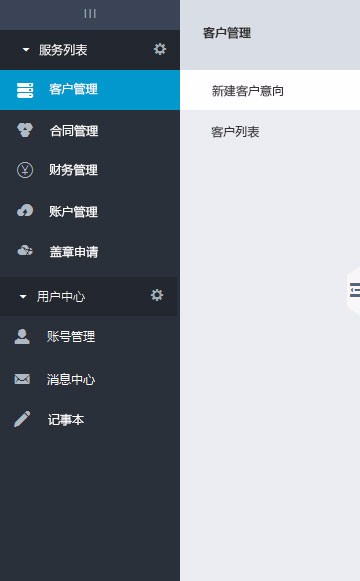 服务列表
客户管理
合同管理
财务管理
账户管理
盖章申请
用户中心
账号管理
消息中心
记事本
客户管理
新建客户意向
客户列表